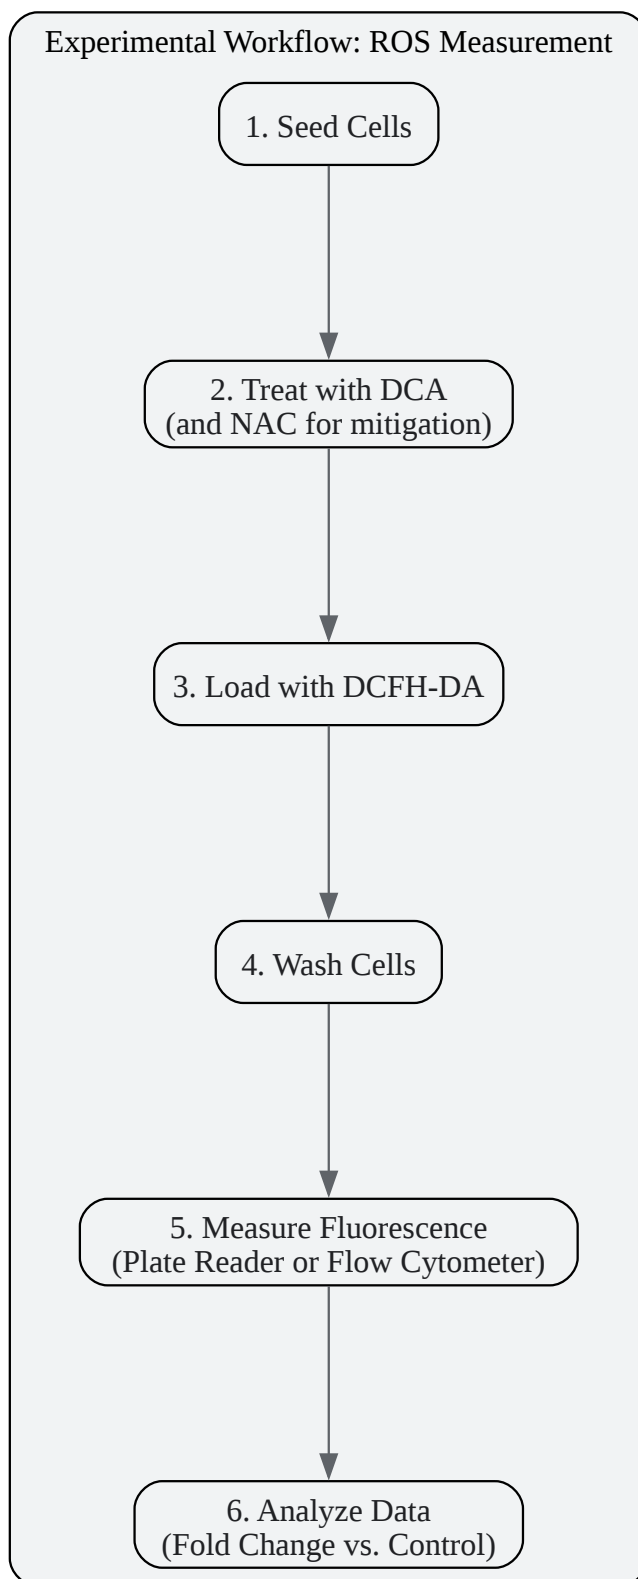 Experimental Workflow: ROS Measurement
1. Seed Cells
2. Treat with DCA
(and NAC for mitigation)
3. Load with DCFH-DA
4. Wash Cells
5. Measure Fluorescence
(Plate Reader or Flow Cytometer)
6. Analyze Data
(Fold Change vs. Control)